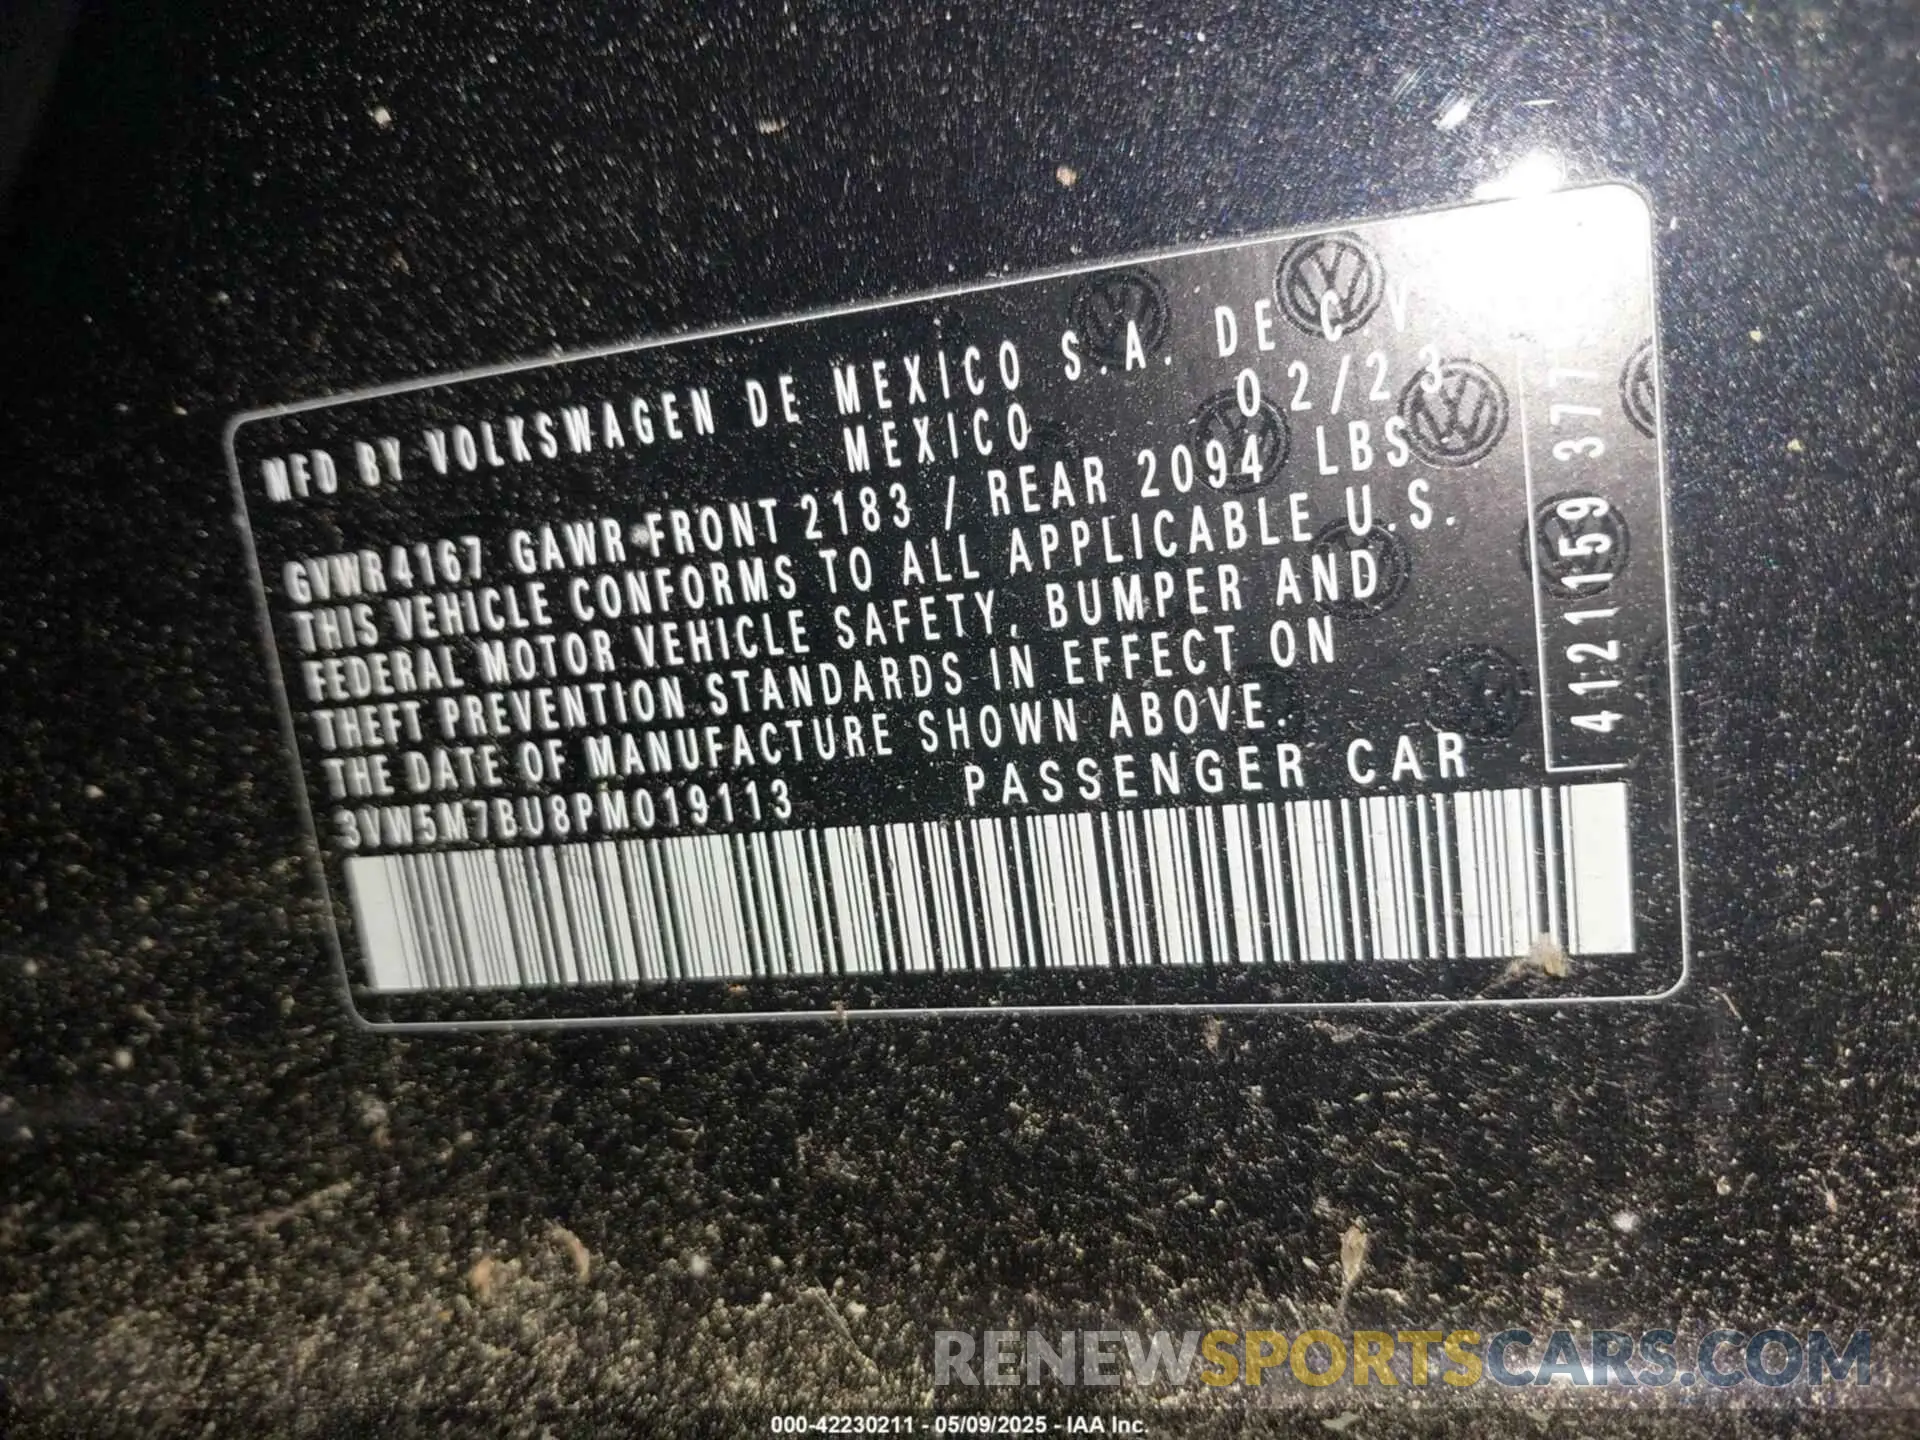 MFD BY VOLKSWAGEN DE MEXICO S.A. DE C.V
MEXICO 02/23
GVWR4167 GAWR FRONT 2183 / REAR 2094 LBS.
THIS VEHICLE CONFORMS TO ALL APPLICABLE U.S.
FEDERAL MOTOR VEHICLE SAFETY, BUMPER AND
THEFT PREVENTION STANDARDS IN EFFECT ON
THE DATE OF MANUFACTURE SHOWN ABOVE.
3VW5M7BU8PM019113 PASSENGER CAR
4121159
RENEWSPORTSCARS.COM
000-42230211 - 05/09/2025 - IAA Inc.